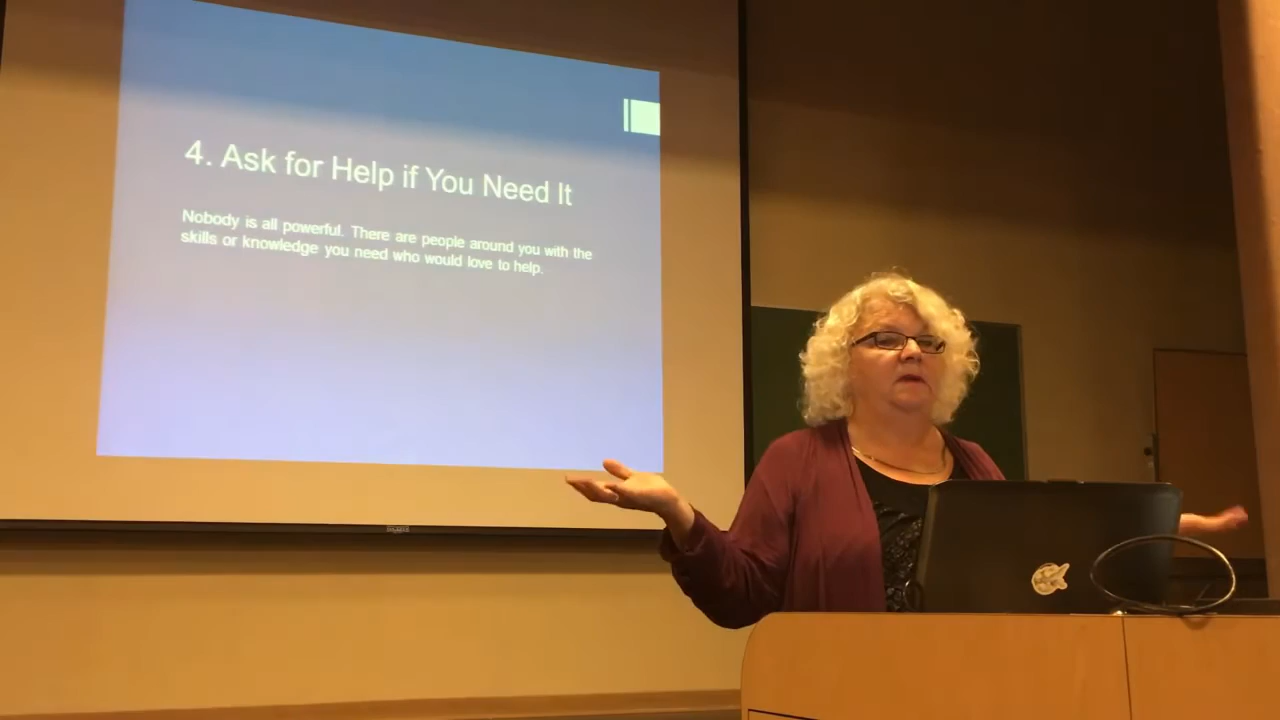 4. Ask for Help if You Need It
Nobody is all powerful. There are people around you with the
skills or knowledge you need who would love to help.